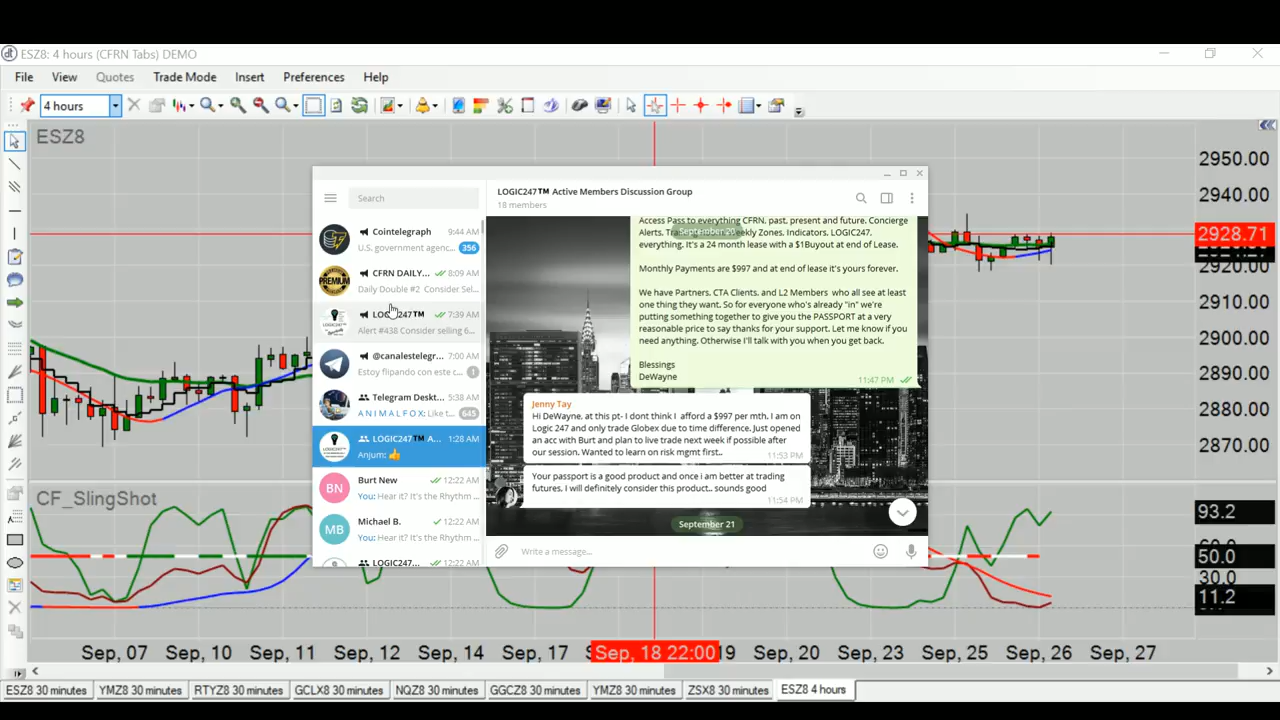 ESZ8: 4 hours (CFRN Tabs) DEMO
File View Quotes Trade Mode Insert Preferences Help
4 hours
ESZ8
2950.00
2940.00
2928.71
2920.00
2910.00
2900.00
2890.00
2880.00
2870.00
Search
Cointelegraph 9:44 AM
U.S. government agenc... 356
CFRN DAILY... 8:09 AM
Daily Double #2 Consider Sel...
PREMIUM
LOGIC247™ 7:39 AM
Alert #438 Consider selling 6...
@canalestelegr... 7:00 AM
Estoy flipando con este c... 1
Telegram Deskt... 5:38 AM
A N I M A L F O X: Like t... 645
LOGIC247™ A... 1:28 AM
Anjum: 👍
BN
Burt New 12:22 AM
You: Hear it? It's the Rhythm ...
MB
Michael B. 12:22 AM
You: Hear it? It's the Rhythm ...
LOGIC247... 12:22 AM
LOGIC247™ Active Members Discussion Group
18 members
September 20
Access Pass to everything CFRN, past, present and future. Concierge
everything. It's a 24 month lease with a $1Buyout at end of Lease.
Monthly Payments are $997 and at end of lease it's yours forever.
We have Partners, CTA Clients, and L2 Members who all see at least
one thing they want. So for everyone who's already "in" we're
putting something together to give you the PASSPORT at a very
reasonable price to say thanks for your support. Let me know if you
need anything. Otherwise I'll talk with you when you get back.
Blessings
DeWayne
11:47 PM
Jenny Tay
Hi DeWayne, at this pt- I dont think I afford a $997 per mth. I am on
Logic 247 and only trade Globex due to time difference. Just opened
an acc with Burt and plan to live trade next week if possible after
our session. Wanted to learn on risk mgmt first..
11:53 PM
Your passport is a good product and once i am better at trading
futures. I will definitely consider this product.. sounds good
11:54 PM
September 21
Write a message...
CF_SlingShot
93.2
50.0
30.0
11.2
Sep, 07 Sep, 10 Sep, 11 Sep, 12 Sep, 13 Sep, 14 Sep, 17 Sep, 18 22:00 19 Sep, 20 Sep, 23 Sep, 25 Sep, 26 Sep, 27
ESZ8 30 minutes YMZ8 30 minutes RTYZ8 30 minutes GCLX8 30 minutes NQZ8 30 minutes GGCZ8 30 minutes YMZ8 30 minutes ZSX8 30 minutes ESZ8 4 hours